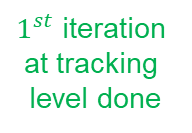 1st iteration
at tracking
level done